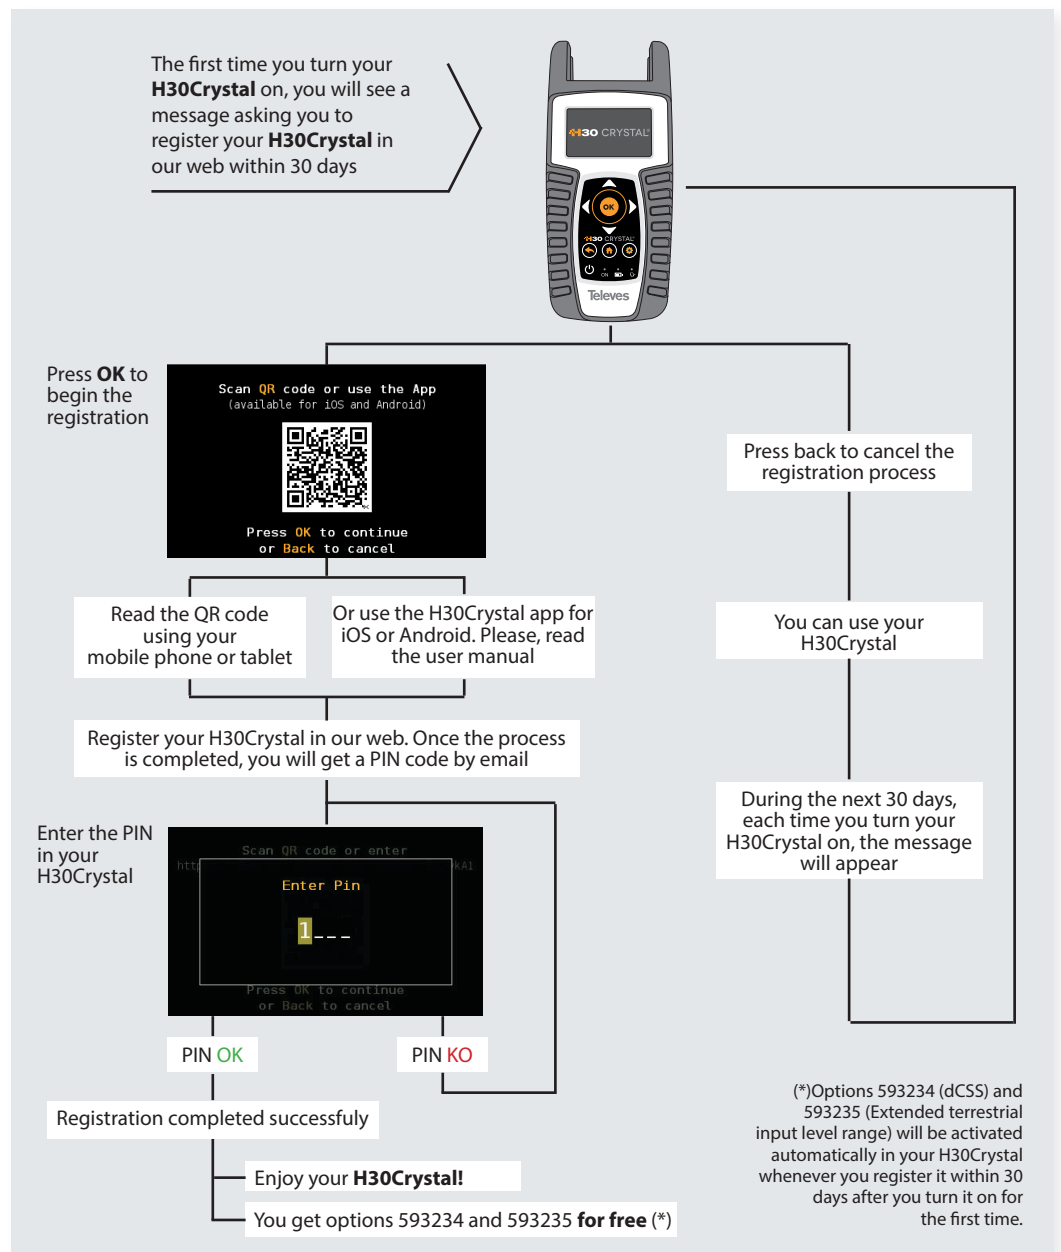 The first time you turn your
H30Crystal on, you will see a
message asking you to
register your H30Crystal in
our web within 30 days
H30 CRYSTAL
OK
H30 CRYSTAL
ON
Televes
Press OK to
begin the
registration
Scan QR code or use the App
(available for iOS and Android)
Press OK to continue
or Back to cancel
Read the QR code
using your
mobile phone or tablet
Or use the H30Crystal app for
iOS or Android. Please, read
the user manual
Register your H30Crystal in our web. Once the process
is completed, you will get a PIN code by email
Enter the PIN
in your
H30Crystal
Scan QR code or enter
Enter Pin
1___
Press OK to continue
or Back to cancel
PIN OK
PIN KO
Registration completed successfuly
Enjoy your H30Crystal!
You get options 593234 and 593235 for free (*)
Press back to cancel the
registration process
You can use your
H30Crystal
During the next 30 days,
each time you turn your
H30Crystal on, the message
will appear
(*)Options 593234 (dCSS) and
593235 (Extended terrestrial
input level range) will be activated
automatically in your H30Crystal
whenever you register it within 30
days after you turn it on for
the first time.